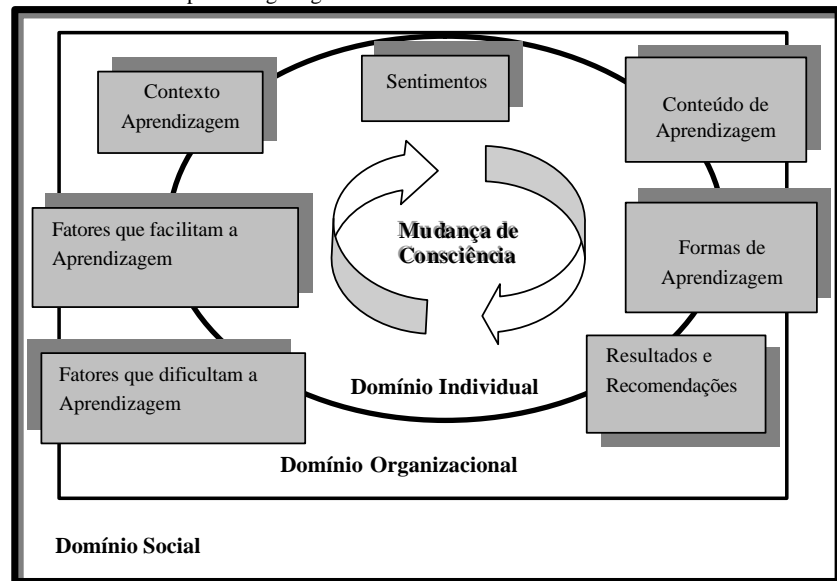 Sentimentos
Contexto
Aprendizagem
Conteúdo de
Aprendizagem
Fatores que facilitam a
Aprendizagem
Mudança de
Consciência
Formas de
Aprendizagem
Fatores que dificultam a
Aprendizagem
Domínio Individual
Resultados e
Recomendações
Domínio Organizacional
Domínio Social